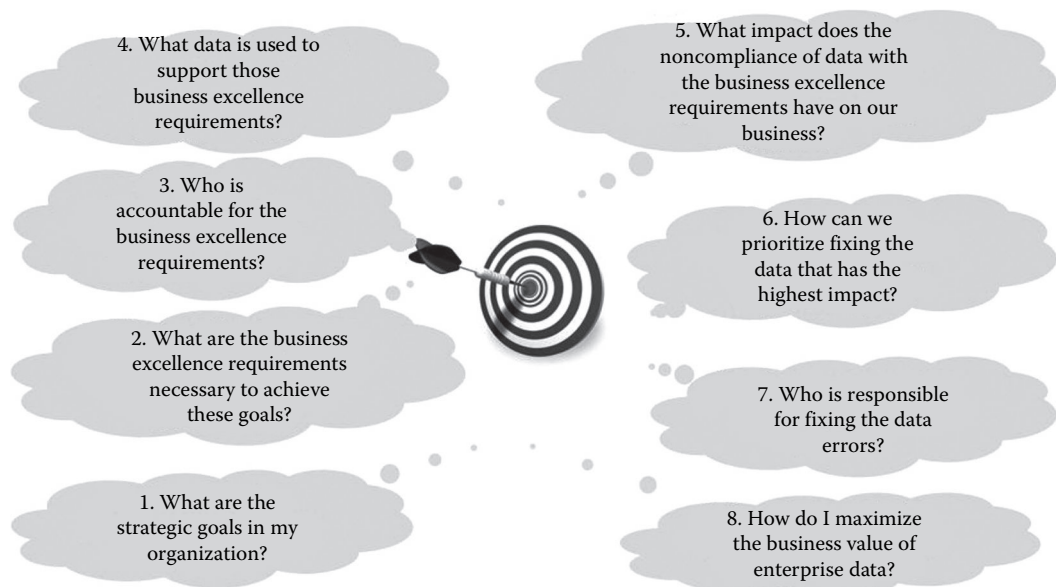 4. What data is used to
support those
business excellence
requirements?
5. What impact does the
noncompliance of data with
the business excellence
requirements have on our
business?
3. Who is
accountable for the
business excellence
requirements?
6. How can we
prioritize fixing the
data that has the
highest impact?
2. What are the business
excellence requirements
necessary to achieve
these goals?
7. Who is responsible
for fixing the data
errors?
1. What are the
strategic goals in my
organization?
8. How do I maximize
the business value of
enterprise data?